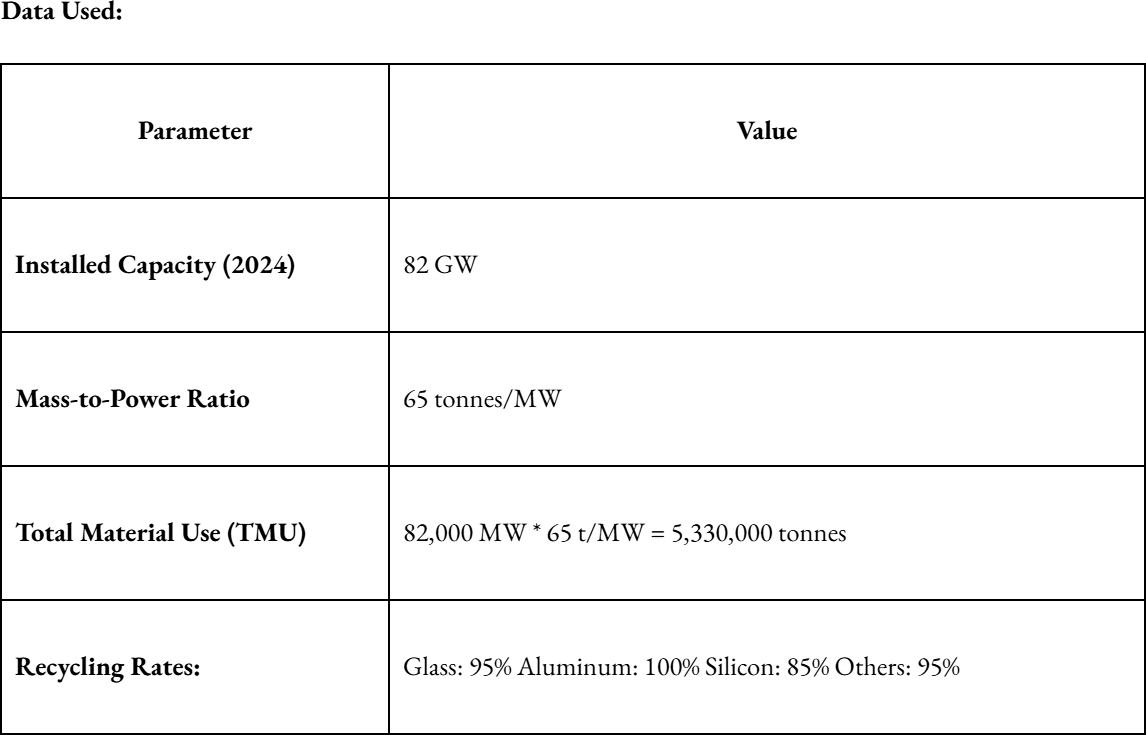 Data Used:
Parameter Value
Installed Capacity (2024) 82 GW
Mass-to-Power Ratio 65 tonnes/MW
Total Material Use (TMU) 82,000 MW * 65 t/MW = 5,330,000 tonnes
Recycling Rates: Glass: 95% Aluminum: 100% Silicon: 85% Others: 95%